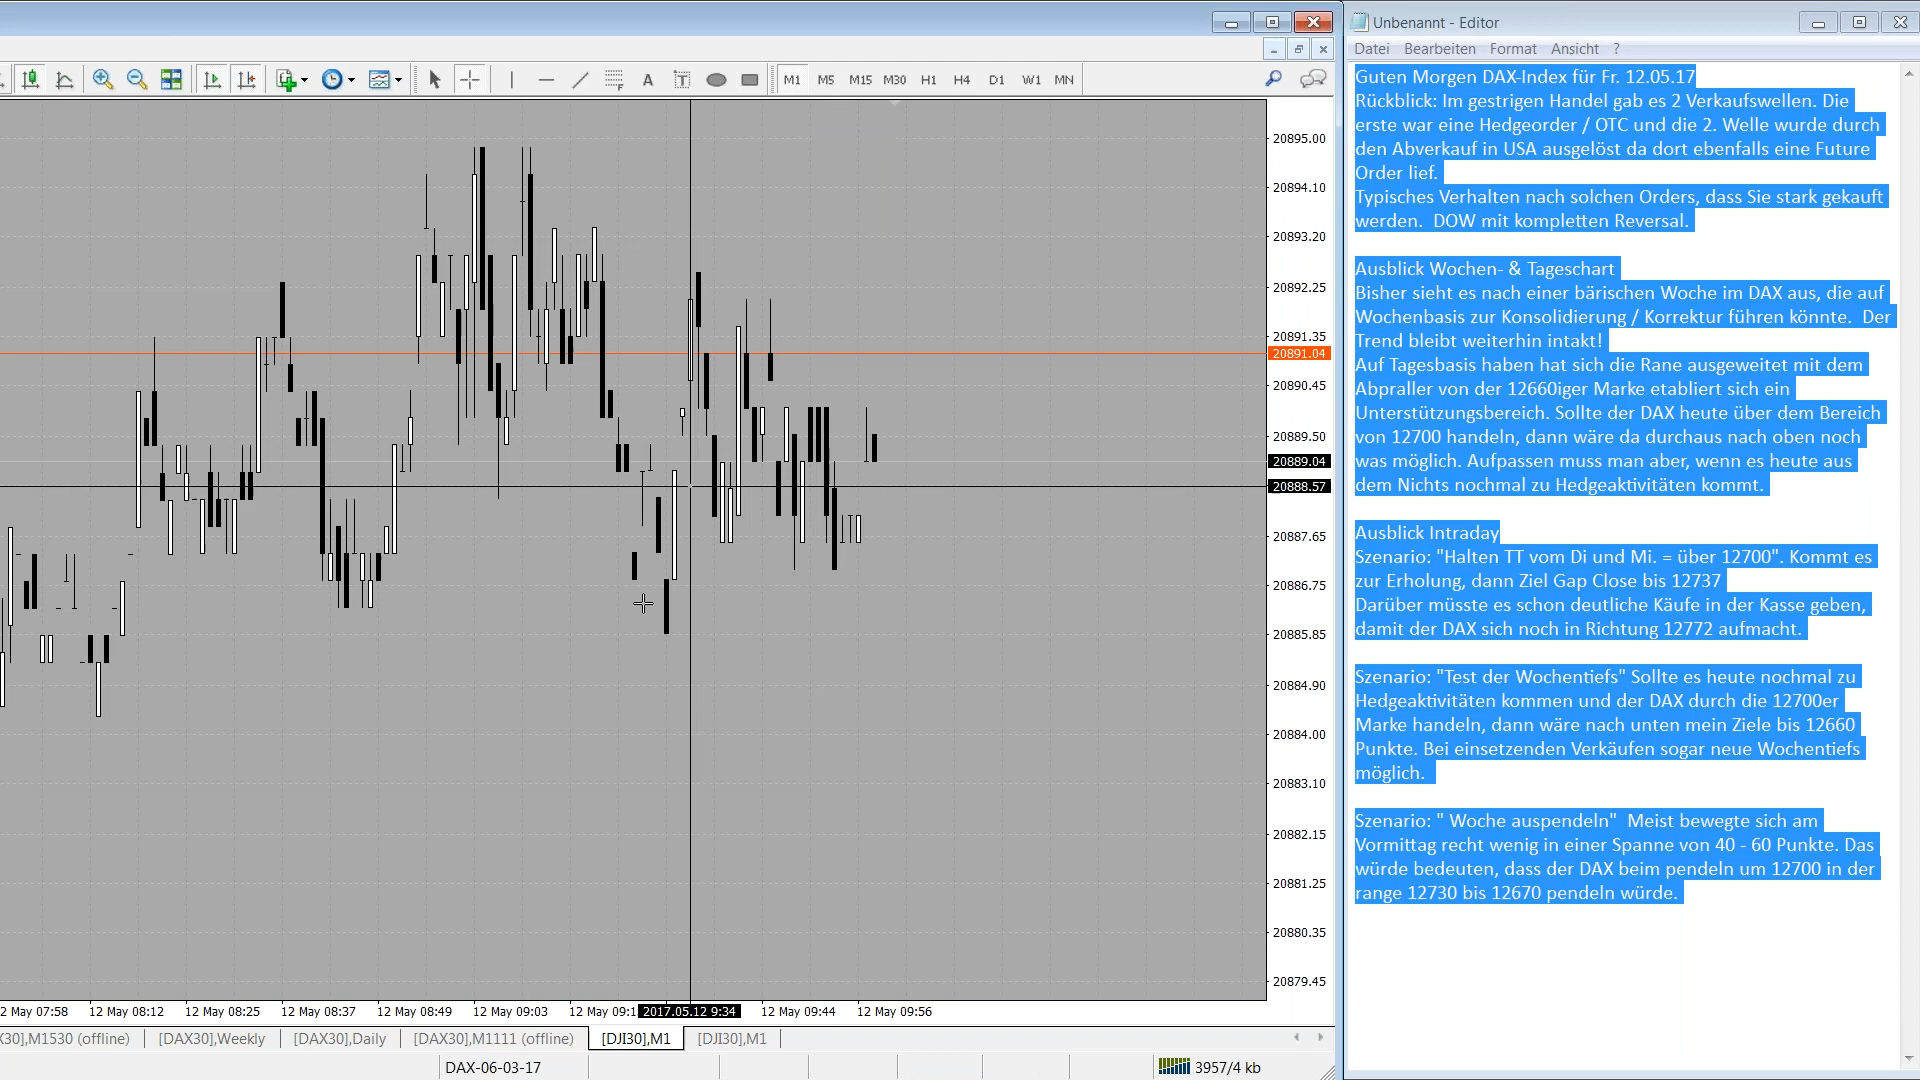 Unbenannt - Editor
Datei Bearbeiten Format Ansicht ?
A T
M1 M5 M15 M30 H1 H4 D1 W1 MN
Guten Morgen DAX-Index für Fr. 12.05.17
Rückblick: Im gestrigen Handel gab es 2 Verkaufswellen. Die
erste war eine Hedgeorder / OTC und die 2. Welle wurde durch
den Abverkauf in USA ausgelöst da dort ebenfalls eine Future
Order lief.
Typisches Verhalten nach solchen Orders, dass Sie stark gekauft
werden.  DOW mit kompletten Reversal.
Ausblick Wochen- & Tageschart
Bisher sieht es nach einer bärischen Woche im DAX aus, die auf
Wochenbasis zur Konsolidierung / Korrektur führen könnte.  Der
Trend bleibt weiterhin intakt!
Auf Tagesbasis haben hat sich die Rane ausgeweitet mit dem
Abpraller von der 12660iger Marke etabliert sich ein
Unterstützungsbereich. Sollte der DAX heute über dem Bereich
von 12700 handeln, dann wäre da durchaus nach oben noch
was möglich. Aufpassen muss man aber, wenn es heute aus
dem Nichts nochmal zu Hedgeaktivitäten kommt.
Ausblick Intraday
Szenario: "Halten TT vom Di und Mi. = über 12700". Kommt es
zur Erholung, dann Ziel Gap Close bis 12737
Darüber müsste es schon deutliche Käufe in der Kasse geben,
damit der DAX sich noch in Richtung 12772 aufmacht.
Szenario: "Test der Wochentiefs" Sollte es heute nochmal zu
Hedgeaktivitäten kommen und der DAX durch die 12700er
Marke handeln, dann wäre nach unten mein Ziele bis 12660
Punkte. Bei einsetzenden Verkäufen sogar neue Wochentiefs
möglich.
Szenario: " Woche auspendeln"  Meist bewegte sich am
Vormittag recht wenig in einer Spanne von 40 - 60 Punkte. Das
würde bedeuten, dass der DAX beim pendeln um 12700 in der
range 12730 bis 12670 pendeln würde.
20895.00
20894.10
20893.20
20892.25
20891.35
20891.04
20890.45
20889.50
20889.04
20888.57
20887.65
20886.75
20885.85
20884.90
20884.00
20883.10
20882.15
20881.25
20880.35
20879.45
2 May 07:58 12 May 08:12 12 May 08:25 12 May 08:37 12 May 08:49 12 May 09:03 12 May 09:1 2017.05.12 9:34 12 May 09:44 12 May 09:56
X30],M1530 (offline) [DAX30],Weekly [DAX30],Daily [DAX30],M1111 (offline) [DJI30],M1 [DJI30],M1
DAX-06-03-17 3957/4 kb